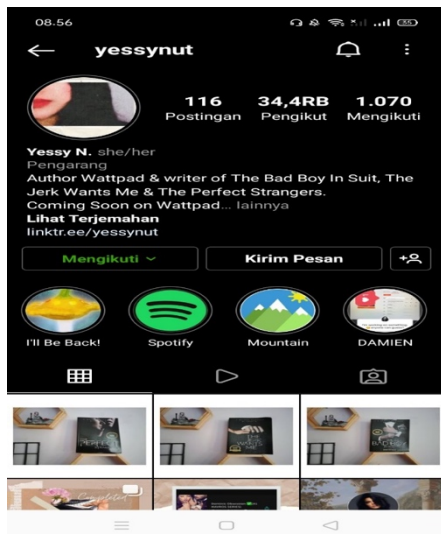 08.56
yessynut
116 34,4RB 1.070
Postingan Pengikut Mengikuti
Yessy N. she/her
Pengarang
Author Wattpad & writer of The Bad Boy In Suit, The
Jerk Wants Me & The Perfect Strangers.
Coming Soon on Wattpad... lainnya
Lihat Terjemahan
linktr.ee/yessynut
Mengikuti
Kirim Pesan
I'll Be Back! Spotify Mountain DAMIEN
Completed